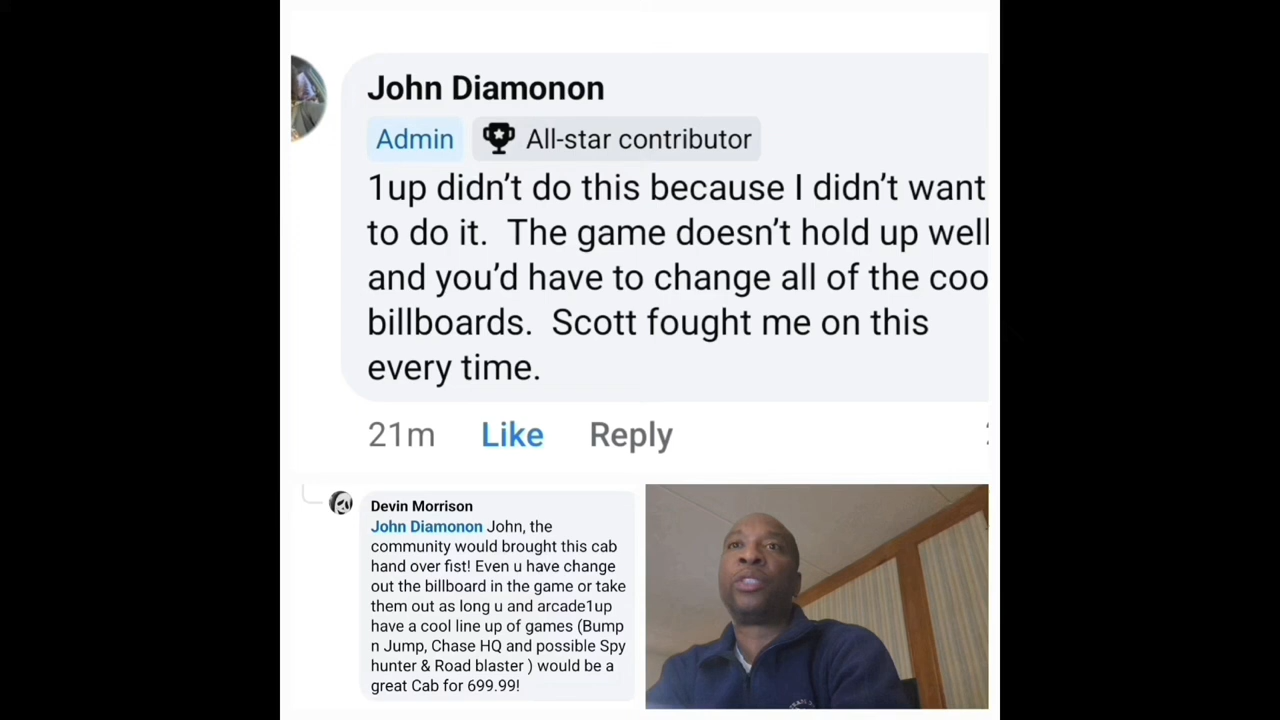 John Diamonon
Admin All-star contributor
1up didn't do this because I didn't want
to do it. The game doesn't hold up well
and you'd have to change all of the coo
billboards. Scott fought me on this
every time.
21m Like Reply
Devin Morrison
John Diamonon John, the
community would brought this cab
hand over fist! Even u have change
out the billboard in the game or take
them out as long u and arcade1up
have a cool line up of games (Bump
n Jump, Chase HQ and possible Spy
hunter & Road blaster ) would be a
great Cab for 699.99!